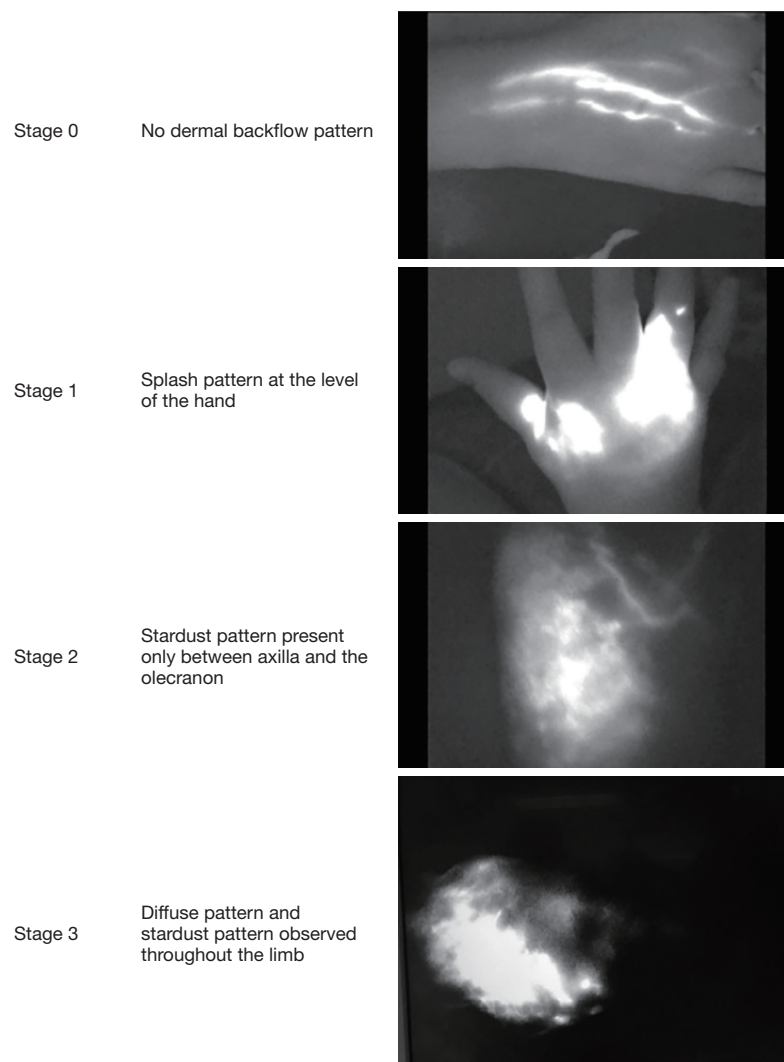 Stage 0
No dermal backflow pattern
Stage 1
Splash pattern at the level
of the hand
Stage 2
Stardust pattern present
only between axilla and the
olecranon
Stage 3
Diffuse pattern and
stardust pattern observed
throughout the limb